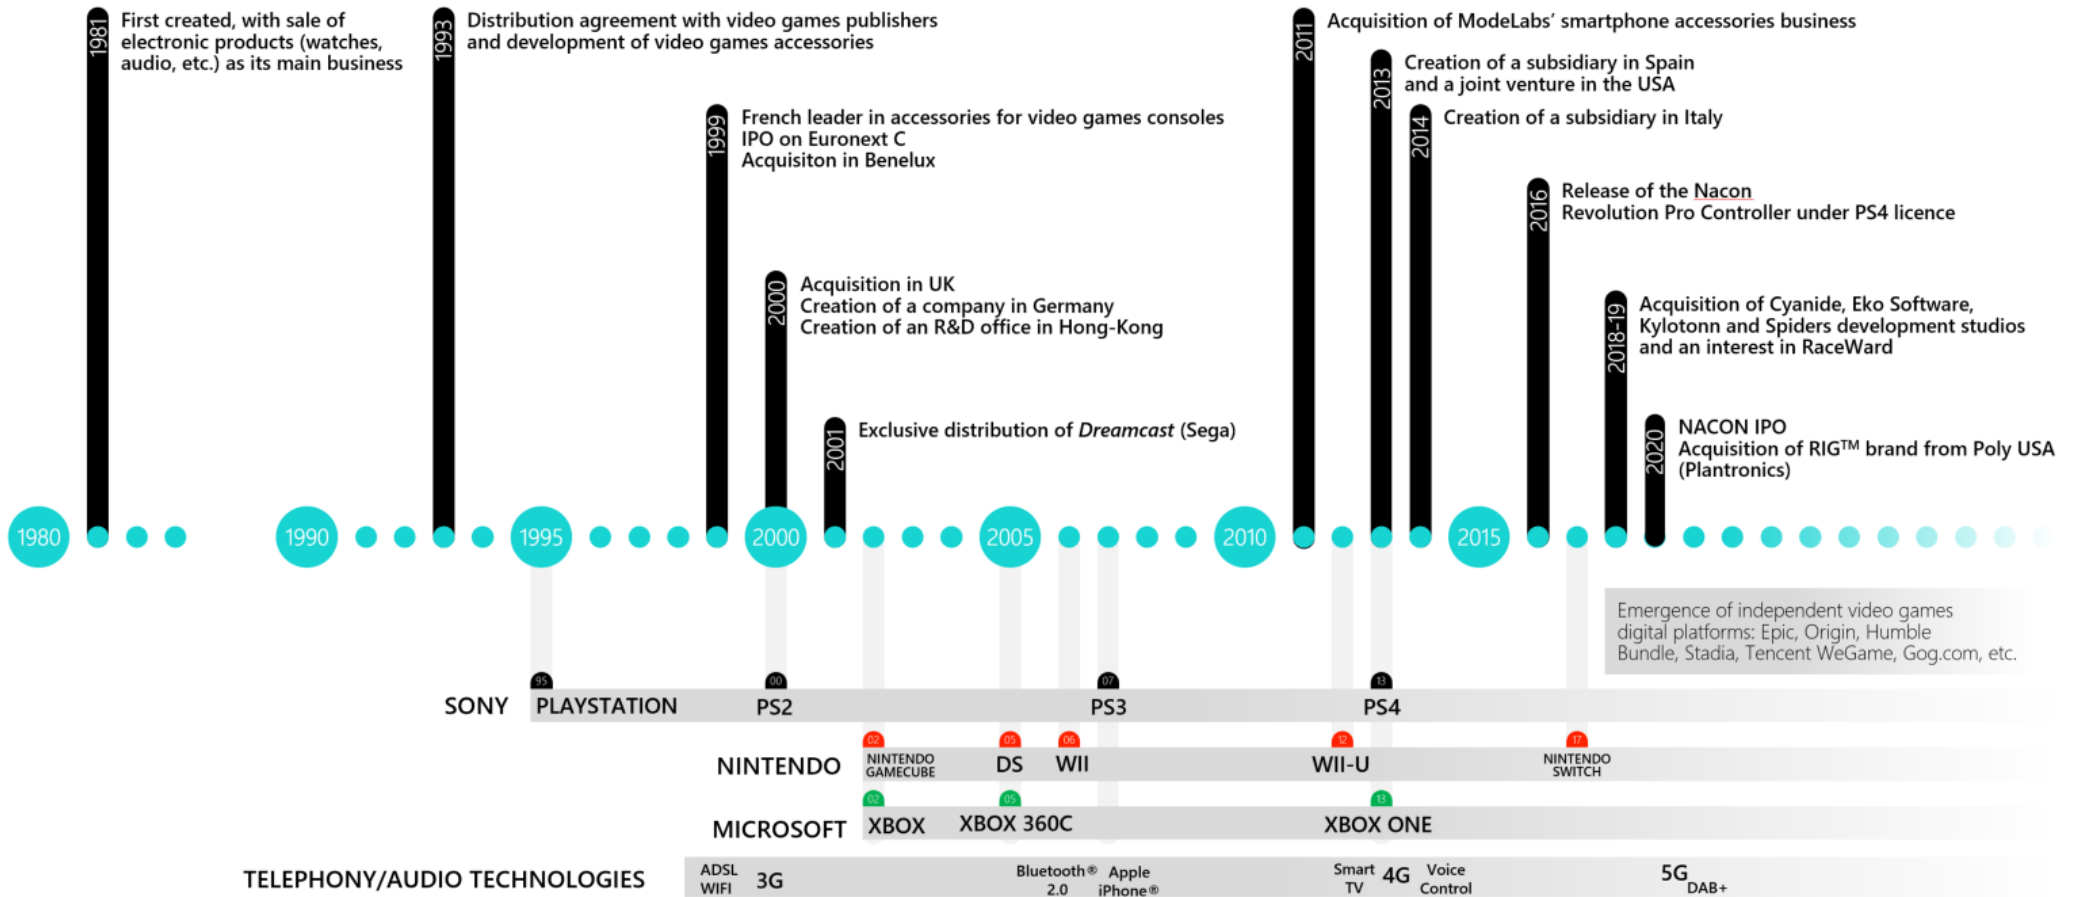 1981
First created, with sale of
electronic products (watches,
audio, etc.) as its main business
1993
Distribution agreement with video games publishers
and development of video games accessories
1999
French leader in accessories for video games consoles
IPO on Euronext C
Acquisiton in Benelux
2000
Acquisition in UK
Creation of a company in Germany
Creation of an R&D office in Hong-Kong
2001
Exclusive distribution of Dreamcast (Sega)
2011
Acquisition of ModeLabs' smartphone accessories business
2013
Creation of a subsidiary in Spain
and a joint venture in the USA
2014
Creation of a subsidiary in Italy
2016
Release of the Nacon
Revolution Pro Controller under PS4 licence
2018-19
Acquisition of Cyanide, Eko Software,
Kylotonn and Spiders development studios
and an interest in RaceWard
2020
NACON IPO
Acquisition of RIG™ brand from Poly USA
(Plantronics)
1980 1990 1995 2000 2005 2010 2015
Emergence of independent video games
digital platforms: Epic, Origin, Humble
Bundle, Stadia, Tencent WeGame, Gog.com, etc.
95 00 07 13
SONY PLAYSTATION PS2 PS3 PS4
02 05 06 12 17
NINTENDO NINTENDO GAMECUBE DS WII WII-U NINTENDO SWITCH
02 05 13
MICROSOFT XBOX XBOX 360C XBOX ONE
TELEPHONY/AUDIO TECHNOLOGIES
ADSL
WIFI
3G
Bluetooth®
2.0
Apple
iPhone®
Smart
TV
4G
Voice
Control
5G
DAB+